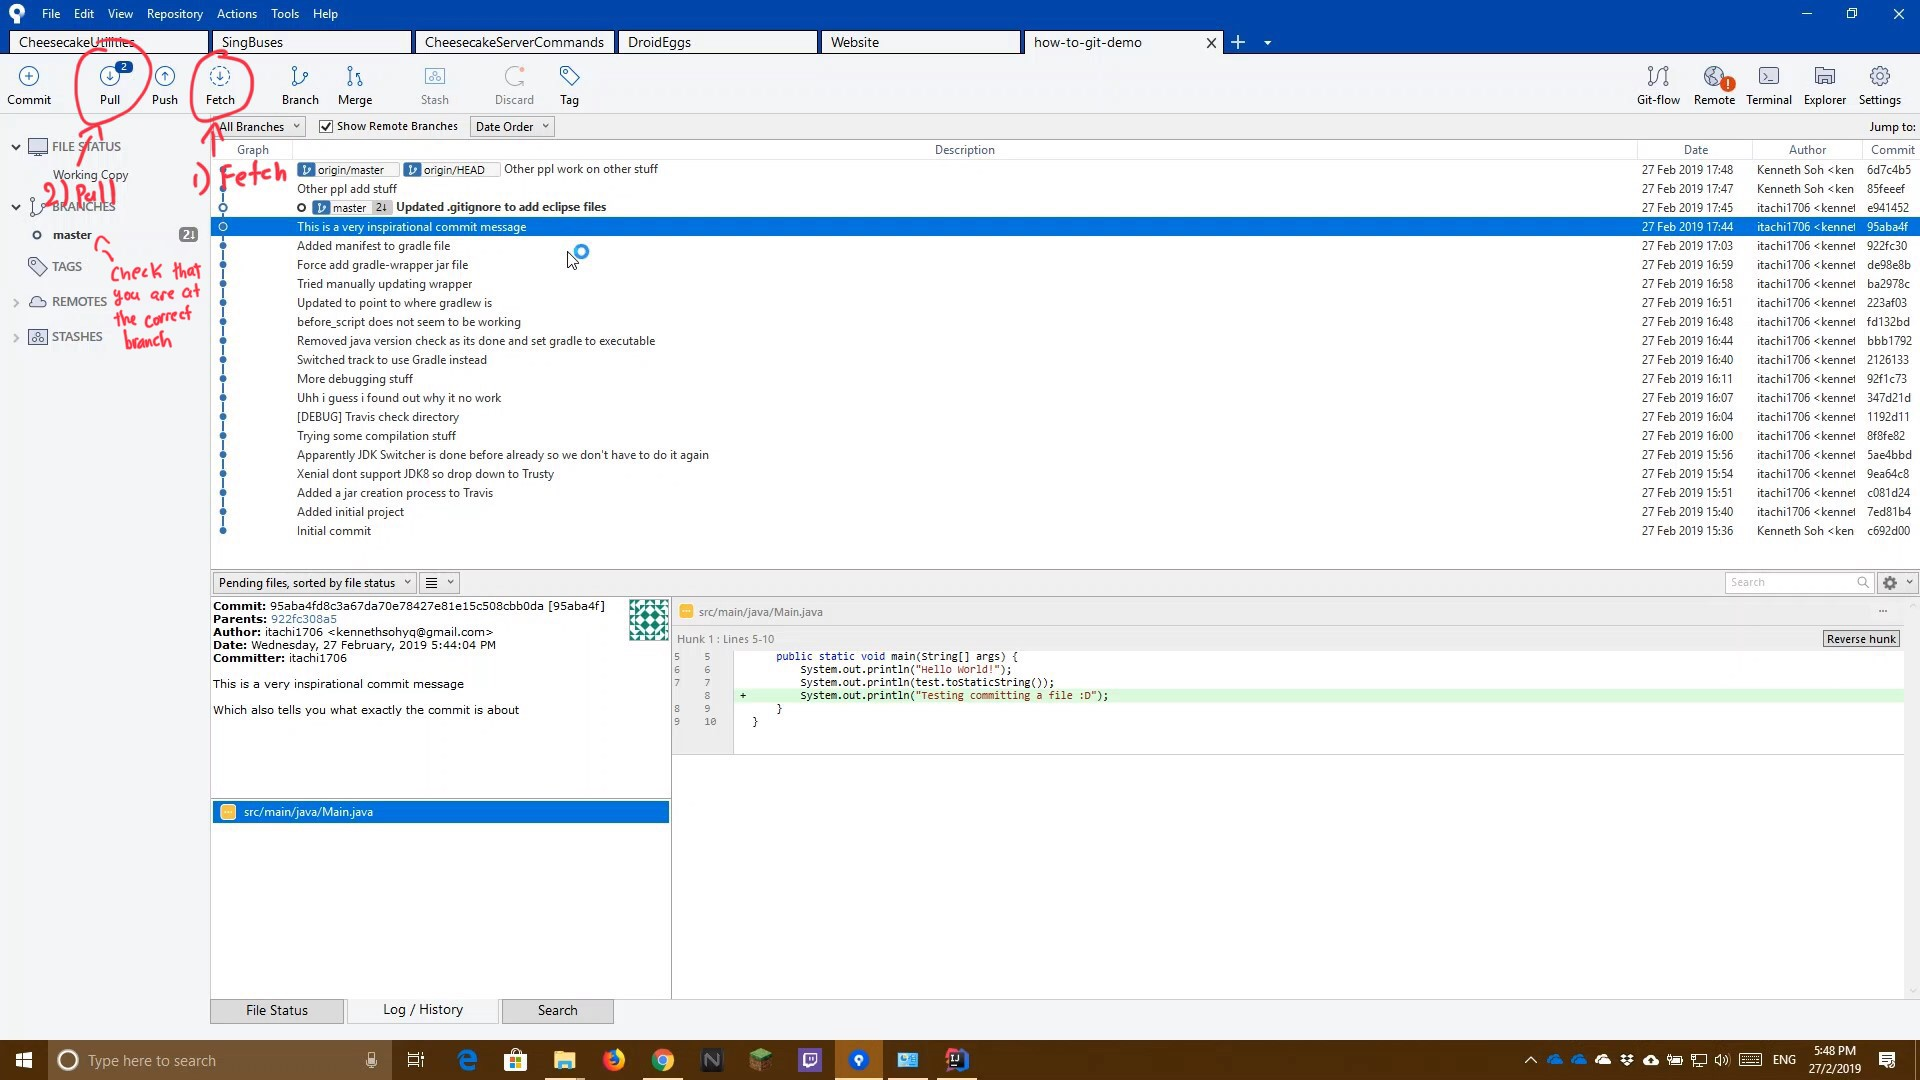 File Edit View Repository Actions Tools Help
CheesecakeUtilities SingBuses CheesecakeServerCommands DroidEggs Website how-to-git-demo
2
Commit Pull Push Fetch Branch Merge Stash Discard Tag Git-flow Remote Terminal Explorer Settings
All Branches Show Remote Branches Date Order Jump to:
FILE STATUS
Working Copy
BRANCHES
master 2↓
TAGS
REMOTES
STASHES
1) Fetch
2) Pull
Check that
you are at
the correct
branch
Graph Description Date Author Commit
origin/master origin/HEAD Other ppl work on other stuff 27 Feb 2019 17:48 Kenneth Soh <ken 6d7c4b5
Other ppl add stuff 27 Feb 2019 17:47 Kenneth Soh <ken 85feeef
master 2↓ Updated .gitignore to add eclipse files 27 Feb 2019 17:45 itachi1706 <kennet e941452
This is a very inspirational commit message 27 Feb 2019 17:44 itachi1706 <kennet 95aba4f
Added manifest to gradle file 27 Feb 2019 17:03 itachi1706 <kennet 922fc30
Force add gradle-wrapper jar file 27 Feb 2019 16:59 itachi1706 <kennet de98e8b
Tried manually updating wrapper 27 Feb 2019 16:58 itachi1706 <kennet ba2978c
Updated to point to where gradlew is 27 Feb 2019 16:51 itachi1706 <kennet 223af03
before_script does not seem to be working 27 Feb 2019 16:48 itachi1706 <kennet fd132bd
Removed java version check as its done and set gradle to executable 27 Feb 2019 16:44 itachi1706 <kennet bbb1792
Switched track to use Gradle instead 27 Feb 2019 16:40 itachi1706 <kennet 2126133
More debugging stuff 27 Feb 2019 16:11 itachi1706 <kennet 92f1c73
Uhh i guess i found out why it no work 27 Feb 2019 16:07 itachi1706 <kennet 347d21d
[DEBUG] Travis check directory 27 Feb 2019 16:04 itachi1706 <kennet 1192d11
Trying some compilation stuff 27 Feb 2019 16:00 itachi1706 <kennet 8f8fe82
Apparently JDK Switcher is done before already so we don't have to do it again 27 Feb 2019 15:56 itachi1706 <kennet 5ae4bbd
Xenial dont support JDK8 so drop down to Trusty 27 Feb 2019 15:54 itachi1706 <kennet 9ea64c8
Added a jar creation process to Travis 27 Feb 2019 15:51 itachi1706 <kennet c081d24
Added initial project 27 Feb 2019 15:40 itachi1706 <kennet 7ed81b4
Initial commit 27 Feb 2019 15:36 Kenneth Soh <ken c692d00
Pending files, sorted by file status Search
Commit: 95aba4fd8c3a67da70e78427e81e15c508cbb0da [95aba4f]
Parents: 922fc308a5
Author: itachi1706 <kennethsohyq@gmail.com>
Date: Wednesday, 27 February, 2019 5:44:04 PM
Committer: itachi1706
This is a very inspirational commit message
Which also tells you what exactly the commit is about
src/main/java/Main.java
src/main/java/Main.java ...
Hunk 1 : Lines 5-10 Reverse hunk
5 5 public static void main(String[] args) {
6 6 System.out.println("Hello World!");
7 7 System.out.println(test.toStaticString());
8 + System.out.println("Testing committing a file :D");
8 9 }
9 10 }
File Status Log / History Search
Type here to search ENG 5:48 PM
27/2/2019